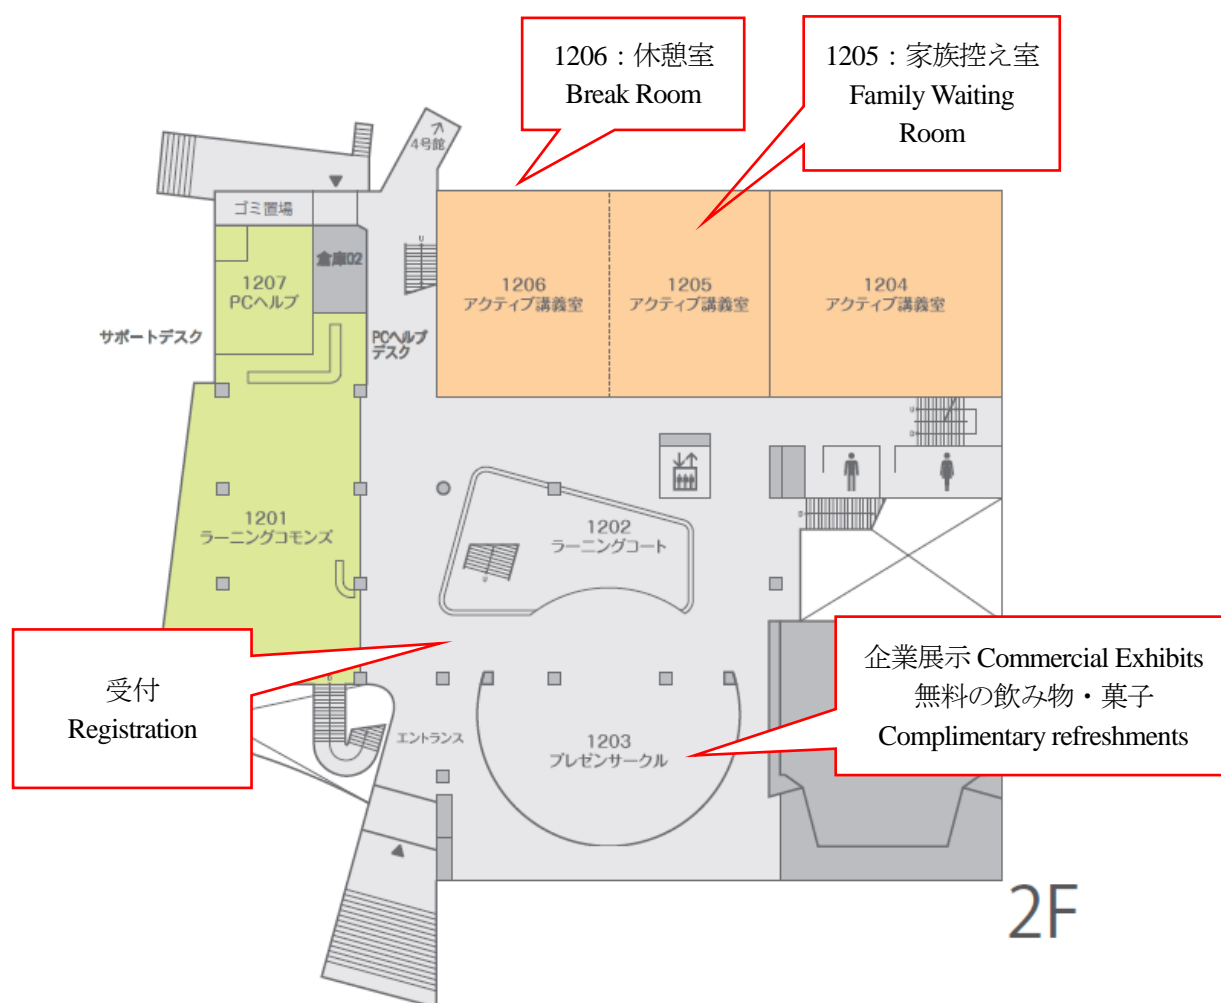 1206：休憩室
Break Room
1205：家族控え室
Family Waiting
Room
4号館
ゴミ置場
倉庫02
1207
PCヘルプ
1206
アクティブ講義室
1205
アクティブ講義室
1204
アクティブ講義室
サポートデスク
PCヘルプ
デスク
1201
ラーニングコモンズ
1202
ラーニングコート
受付
Registration
エントランス
1203
プレゼンサークル
企業展示 Commercial Exhibits
無料の飲み物・菓子
Complimentary refreshments
2F